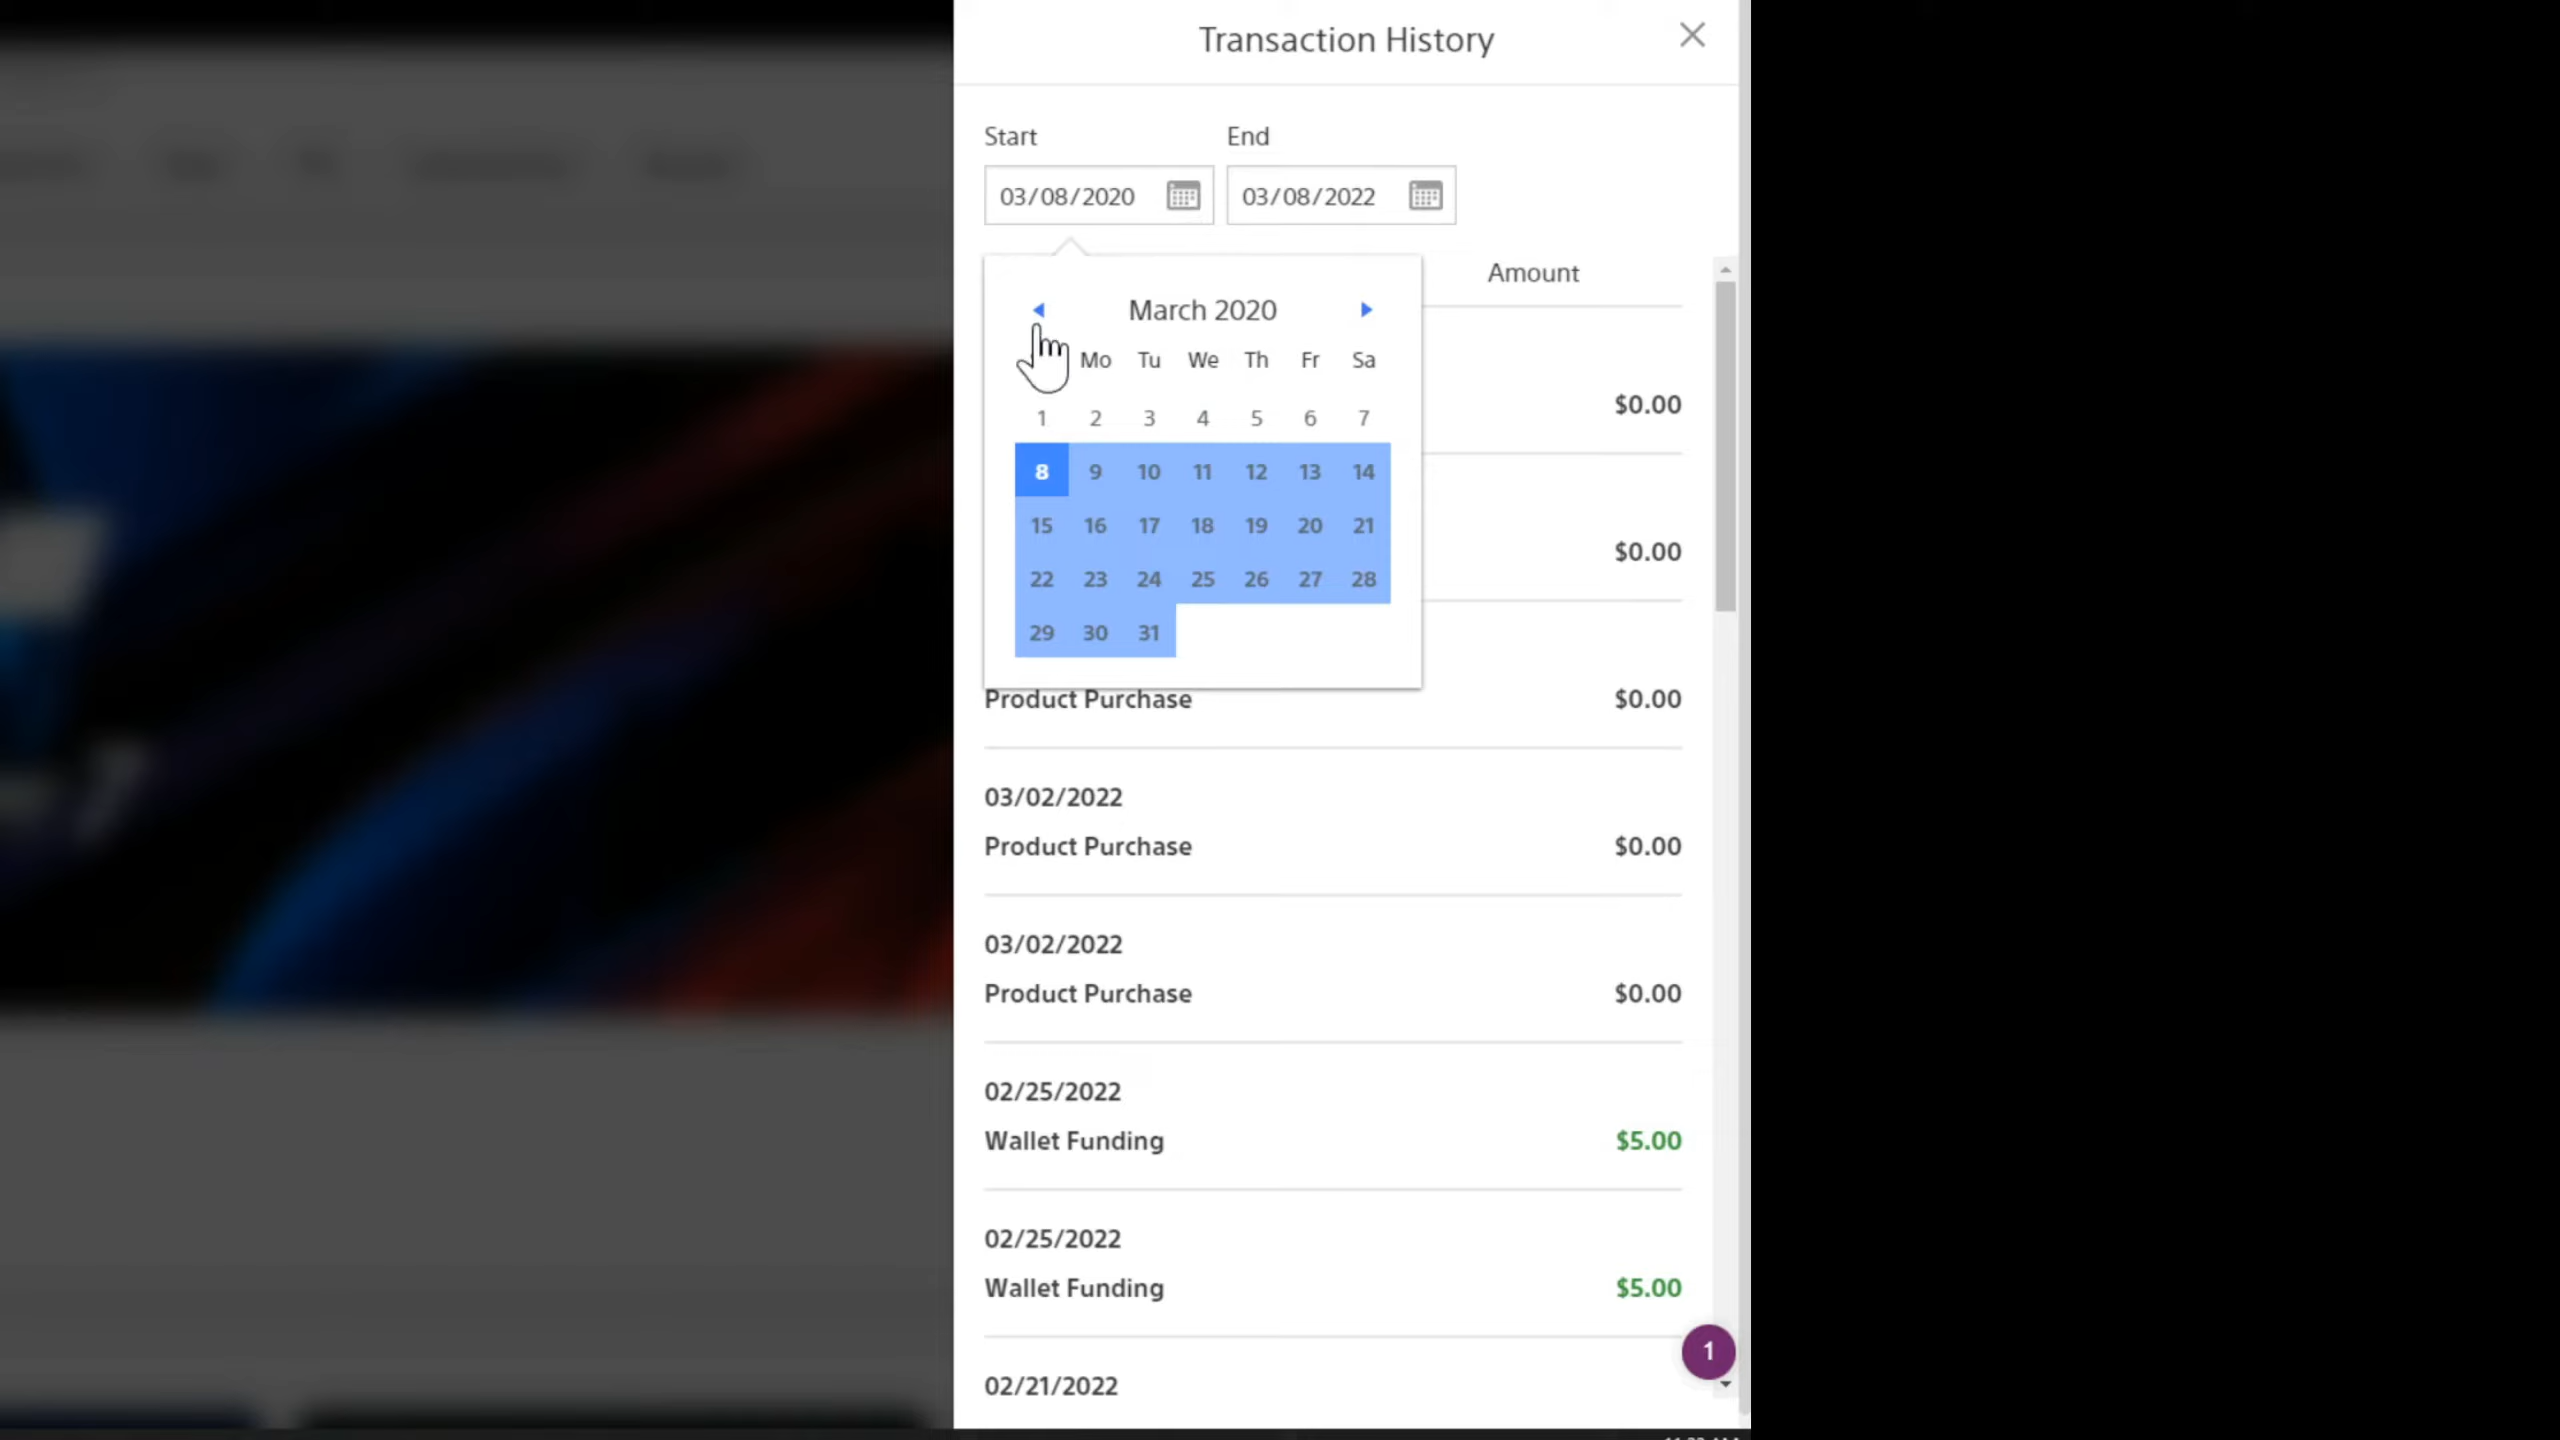 Transaction History
Start End
03/08/2020 03/08/2022
Amount
March 2020
Mo Tu We Th Fr Sa
1 2 3 4 5 6 7
8 9 10 11 12 13 14
15 16 17 18 19 20 21
22 23 24 25 26 27 28
29 30 31
$0.00
$0.00
Product Purchase $0.00
03/02/2022
Product Purchase $0.00
03/02/2022
Product Purchase $0.00
02/25/2022
Wallet Funding $5.00
02/25/2022
Wallet Funding $5.00
1
02/21/2022